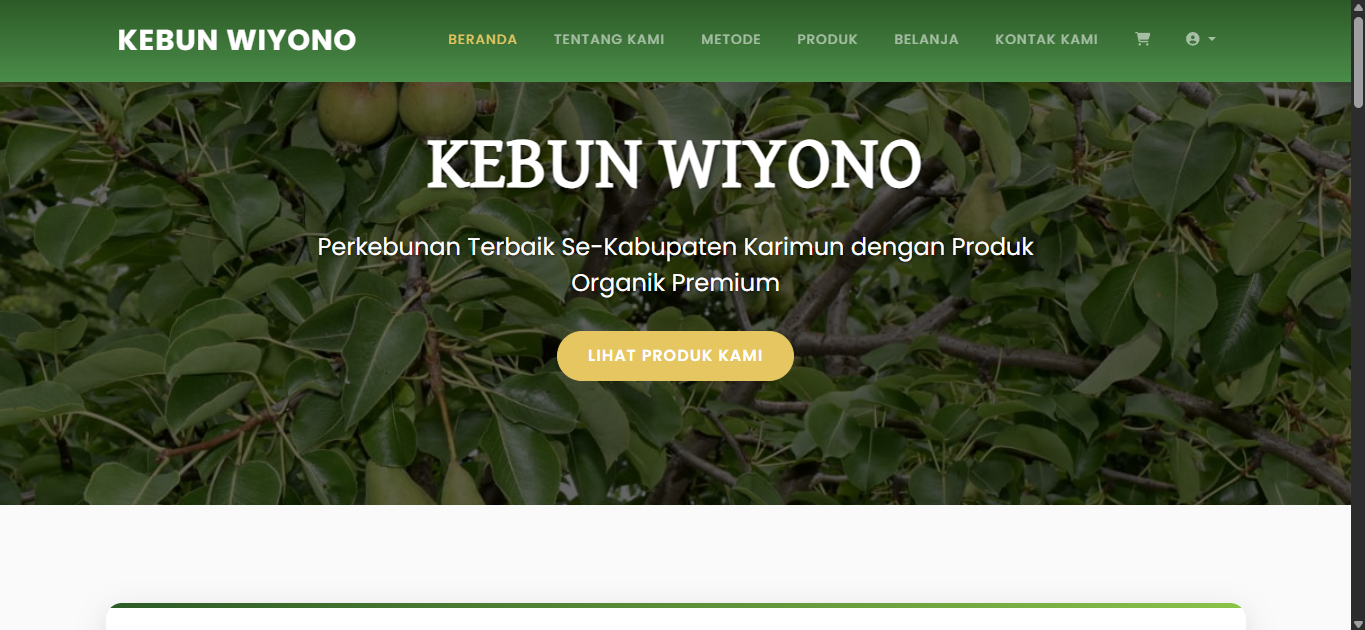 KEBUN WIYONO
BERANDA
TENTANG KAMI
METODE
PRODUK
BELANJA
KONTAK KAMI
KEBUN WIYONO
Perkebunan Terbaik Se-Kabupaten Karimun dengan Produk
Organik Premium
LIHAT PRODUK KAMI